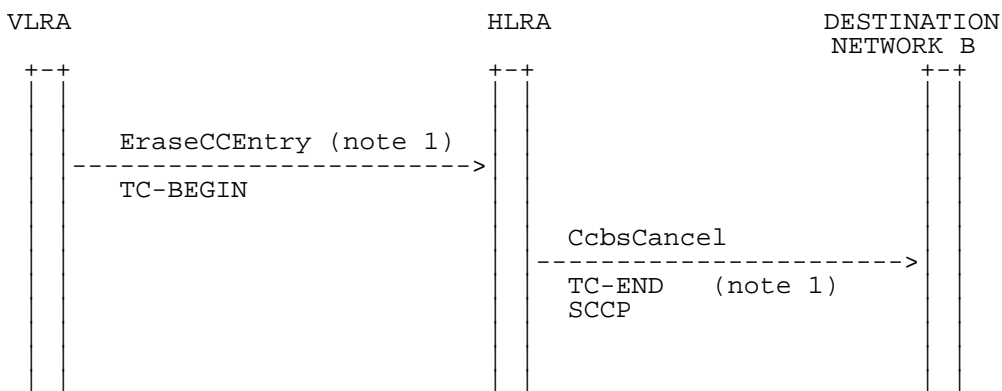 VLRA HLRA DESTINATION
NETWORK B
EraseCCEntry (note 1)
TC-BEGIN
CcbsCancel
TC-END (note 1)
SCCP